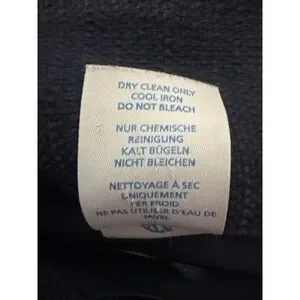 DRY CLEAN ONLY
COOL IRON
DO NOT BLEACH
NUR CHEMISCHE
REINIGUNG
KALT BÜGELN
NICHT BLEICHEN
NETTOYAGE À SEC
UNIQUEMENT
FER FROID
NE PAS UTILISER D'EAU DE
JAVEL